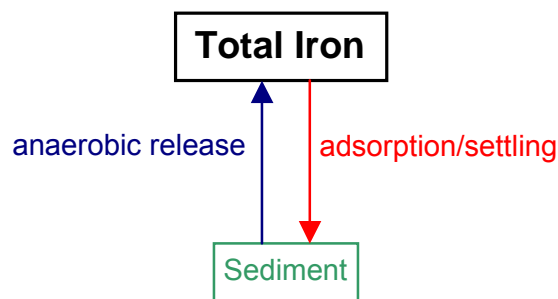 Total Iron
anaerobic release
adsorption/settling
Sediment